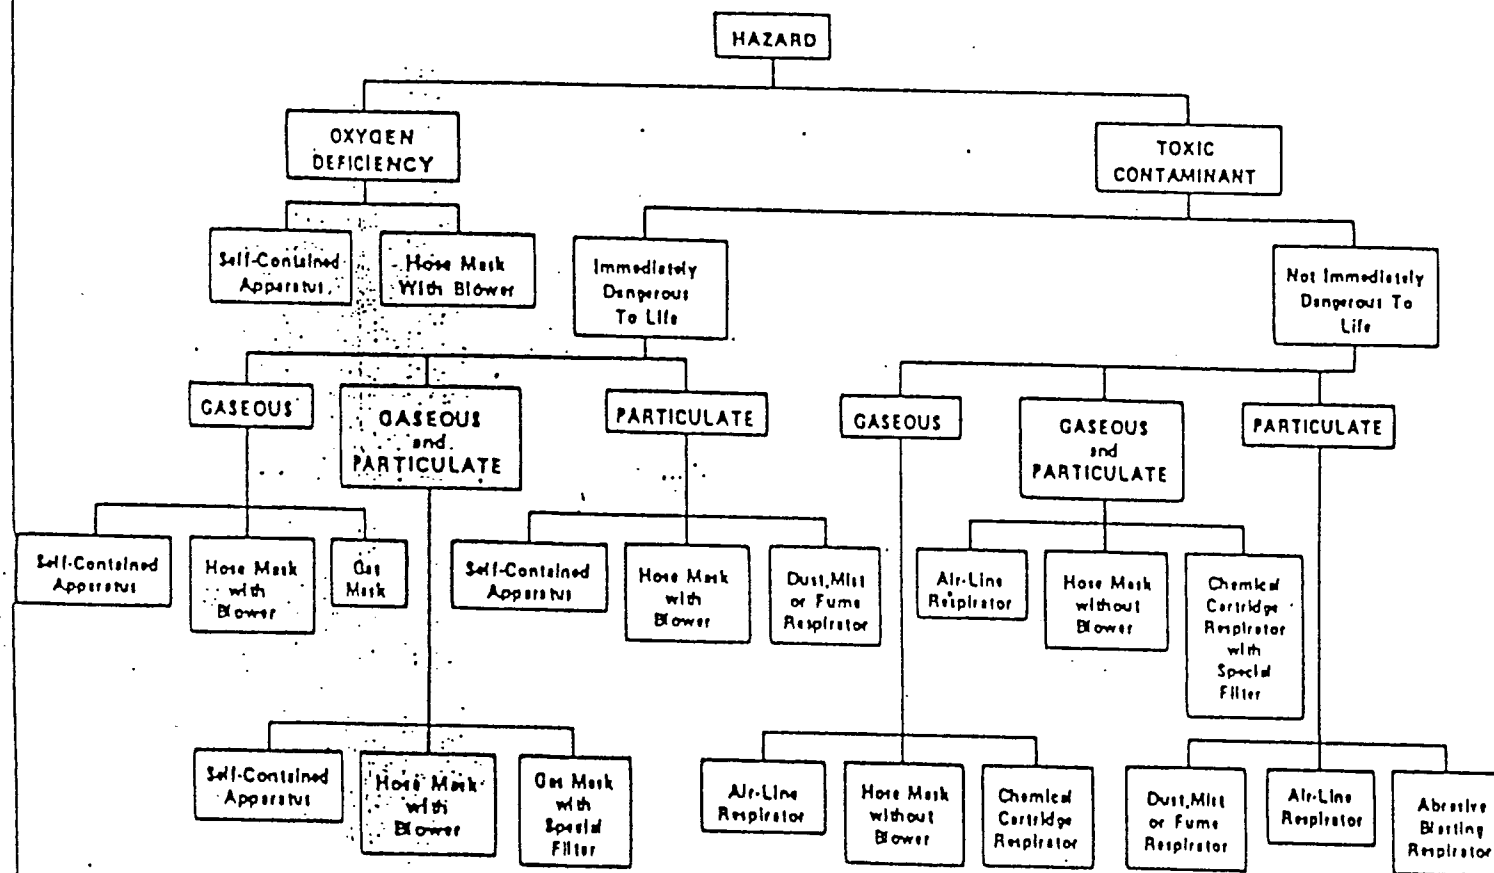 HAZARD
OXYGEN
DEFICIENCY
TOXIC
CONTAMINANT
Self-Contained
Apparatus
Hose Mask
With Blower
Immediately
Dangerous
To Life
Not Immediately
Dangerous To
Life
GASEOUS
GASEOUS
and
PARTICULATE
PARTICULATE
GASEOUS
GASEOUS
and
PARTICULATE
PARTICULATE
Self-Contained
Apparatus
Hose Mask
with
Blower
Gas
Mask
Self-Contained
Apparatus
Hose Mask
with
Blower
Dust, Mist
or Fume
Respirator
Air-Line
Respirator
Hose Mask
without
Blower
Chemical
Cartridge
Respirator
with
Special
Filter
Self-Contained
Apparatus
Hose Mask
with
Blower
Gas Mask
with
Special
Filter
Air-Line
Respirator
Hose Mask
without
Blower
Chemical
Cartridge
Respirator
Dust, Mist
or Fume
Respirator
Air-Line
Respirator
Abrasive
Blasting
Respirator